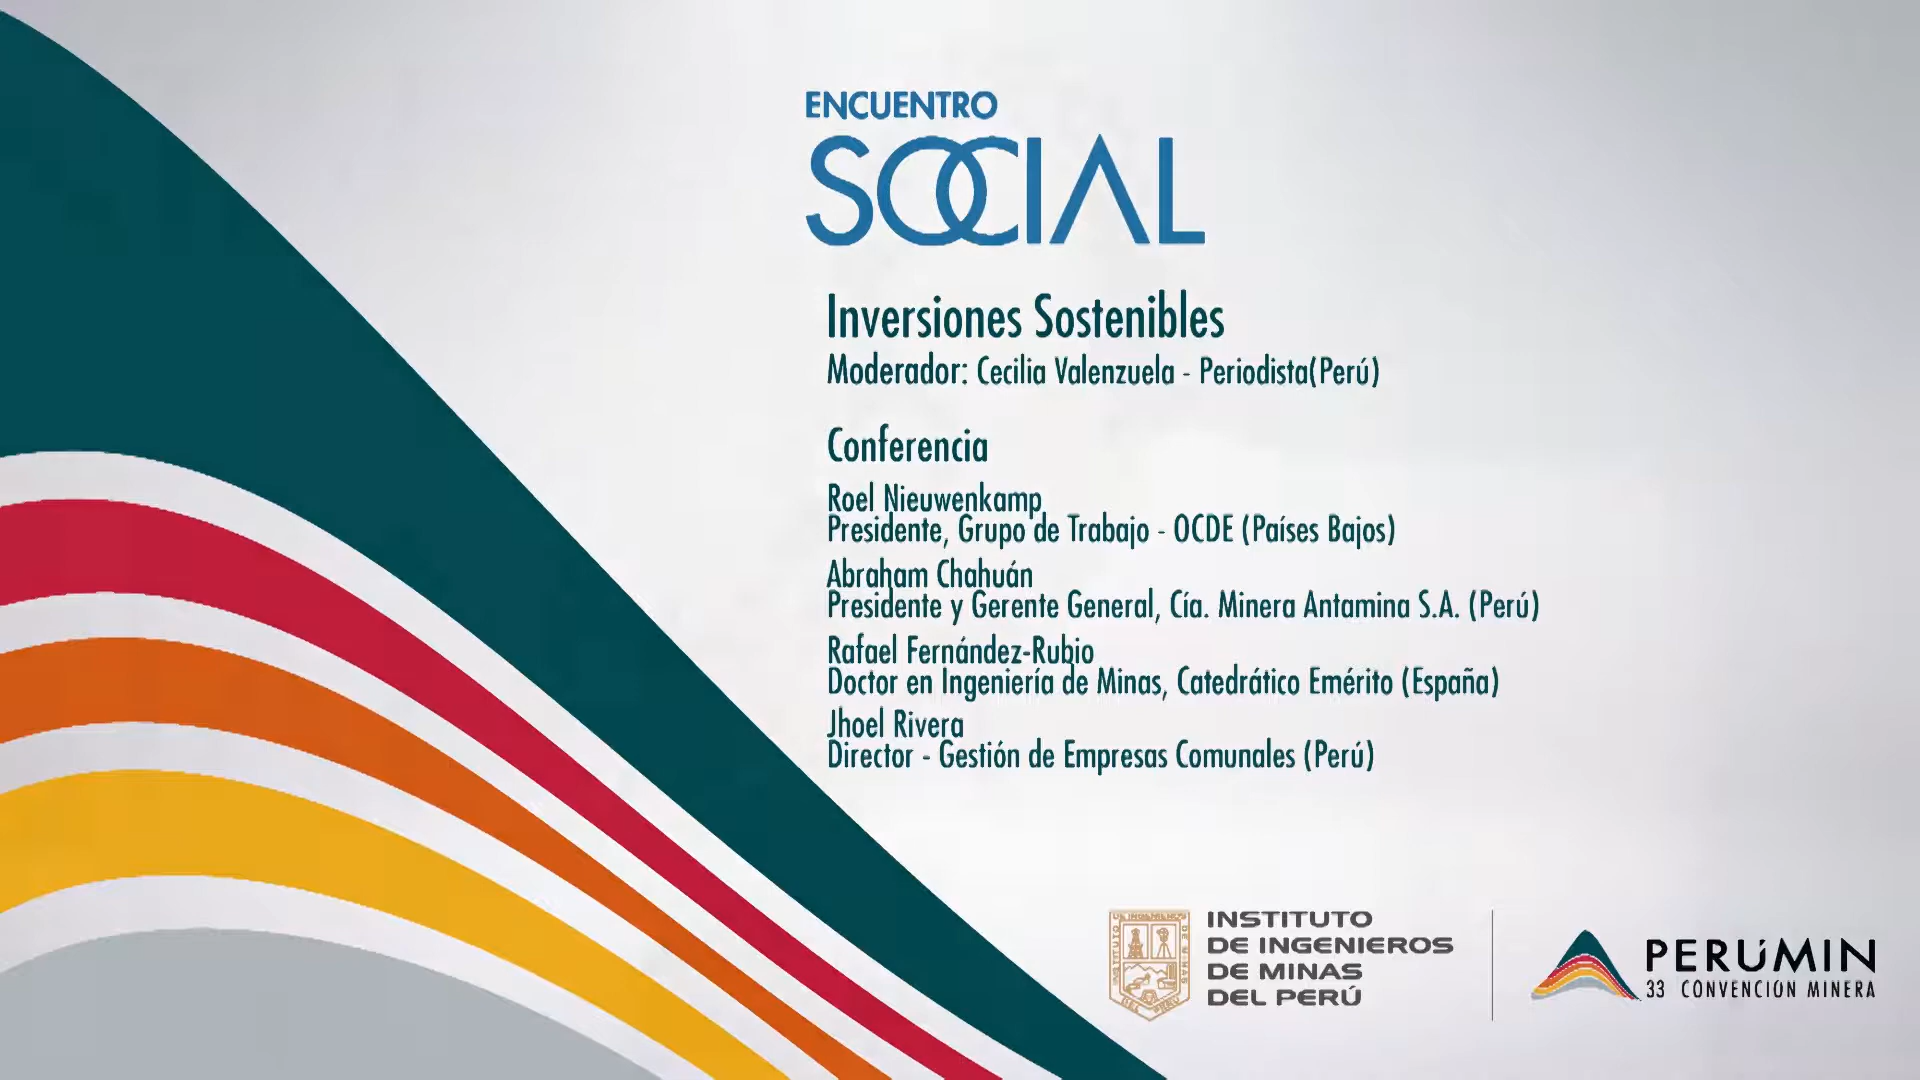 ENCUENTRO
SOCIAL
Inversiones Sostenibles
Moderador: Cecilia Valenzuela - Periodista(Perú)
Conferencia
Roel Nieuwenkamp
Presidente, Grupo de Trabajo - OCDE (Países Bajos)
Abraham Chahuán
Presidente y Gerente General, Cía. Minera Antamina S.A. (Perú)
Rafael Fernández-Rubio
Doctor en Ingeniería de Minas, Catedrático Emérito (España)
Jhoel Rivera
Director - Gestión de Empresas Comunales (Perú)
INSTITUTO
DE INGENIEROS
DE MINAS
DEL PERÚ
PERÚMIN
33 CONVENCIÓN MINERA